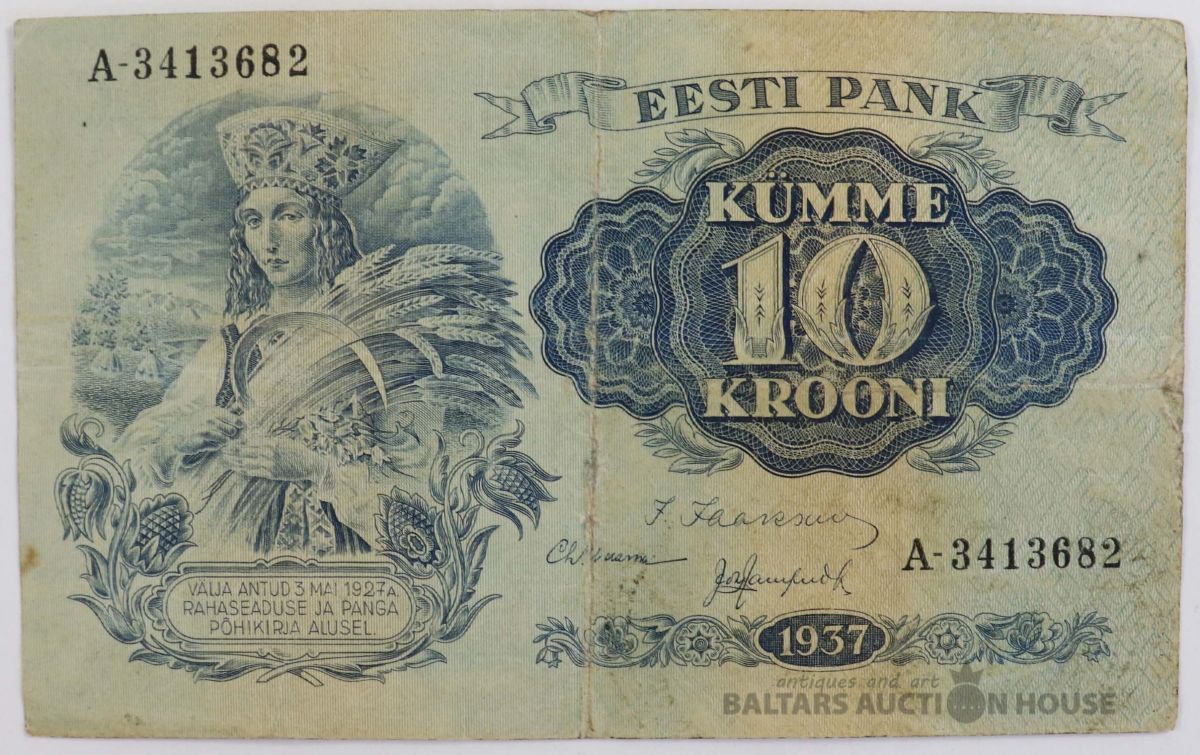 A-3413682
EESTI PANK
KÜMME
10
KROONI
A-3413682
VÄLJA ANTUD 3 MAI 1927 A.
RAHASEADUSE JA PANGA
PÕHIKIRJA ALUSEL.
1937
antiques and art
BALTARS AUCTION HOUSE